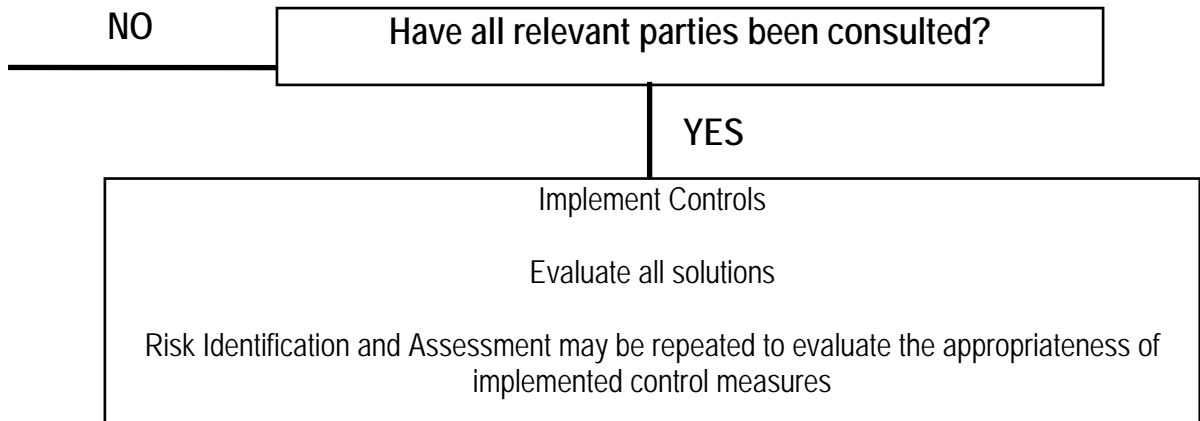 NO
Have all relevant parties been consulted?
YES
Implement Controls
Evaluate all solutions
Risk Identification and Assessment may be repeated to evaluate the appropriateness of
implemented control measures